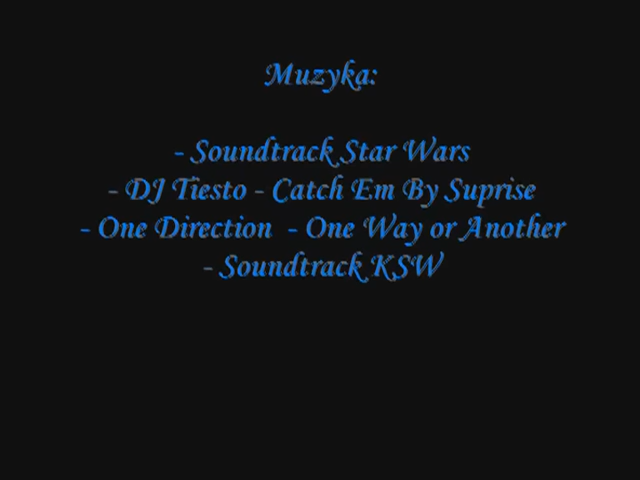 Muzyka:
- Soundtrack Star Wars
- DJ Tiesto - Catch Em By Suprise
- One Direction - One Way or Another
- Soundtrack KSW